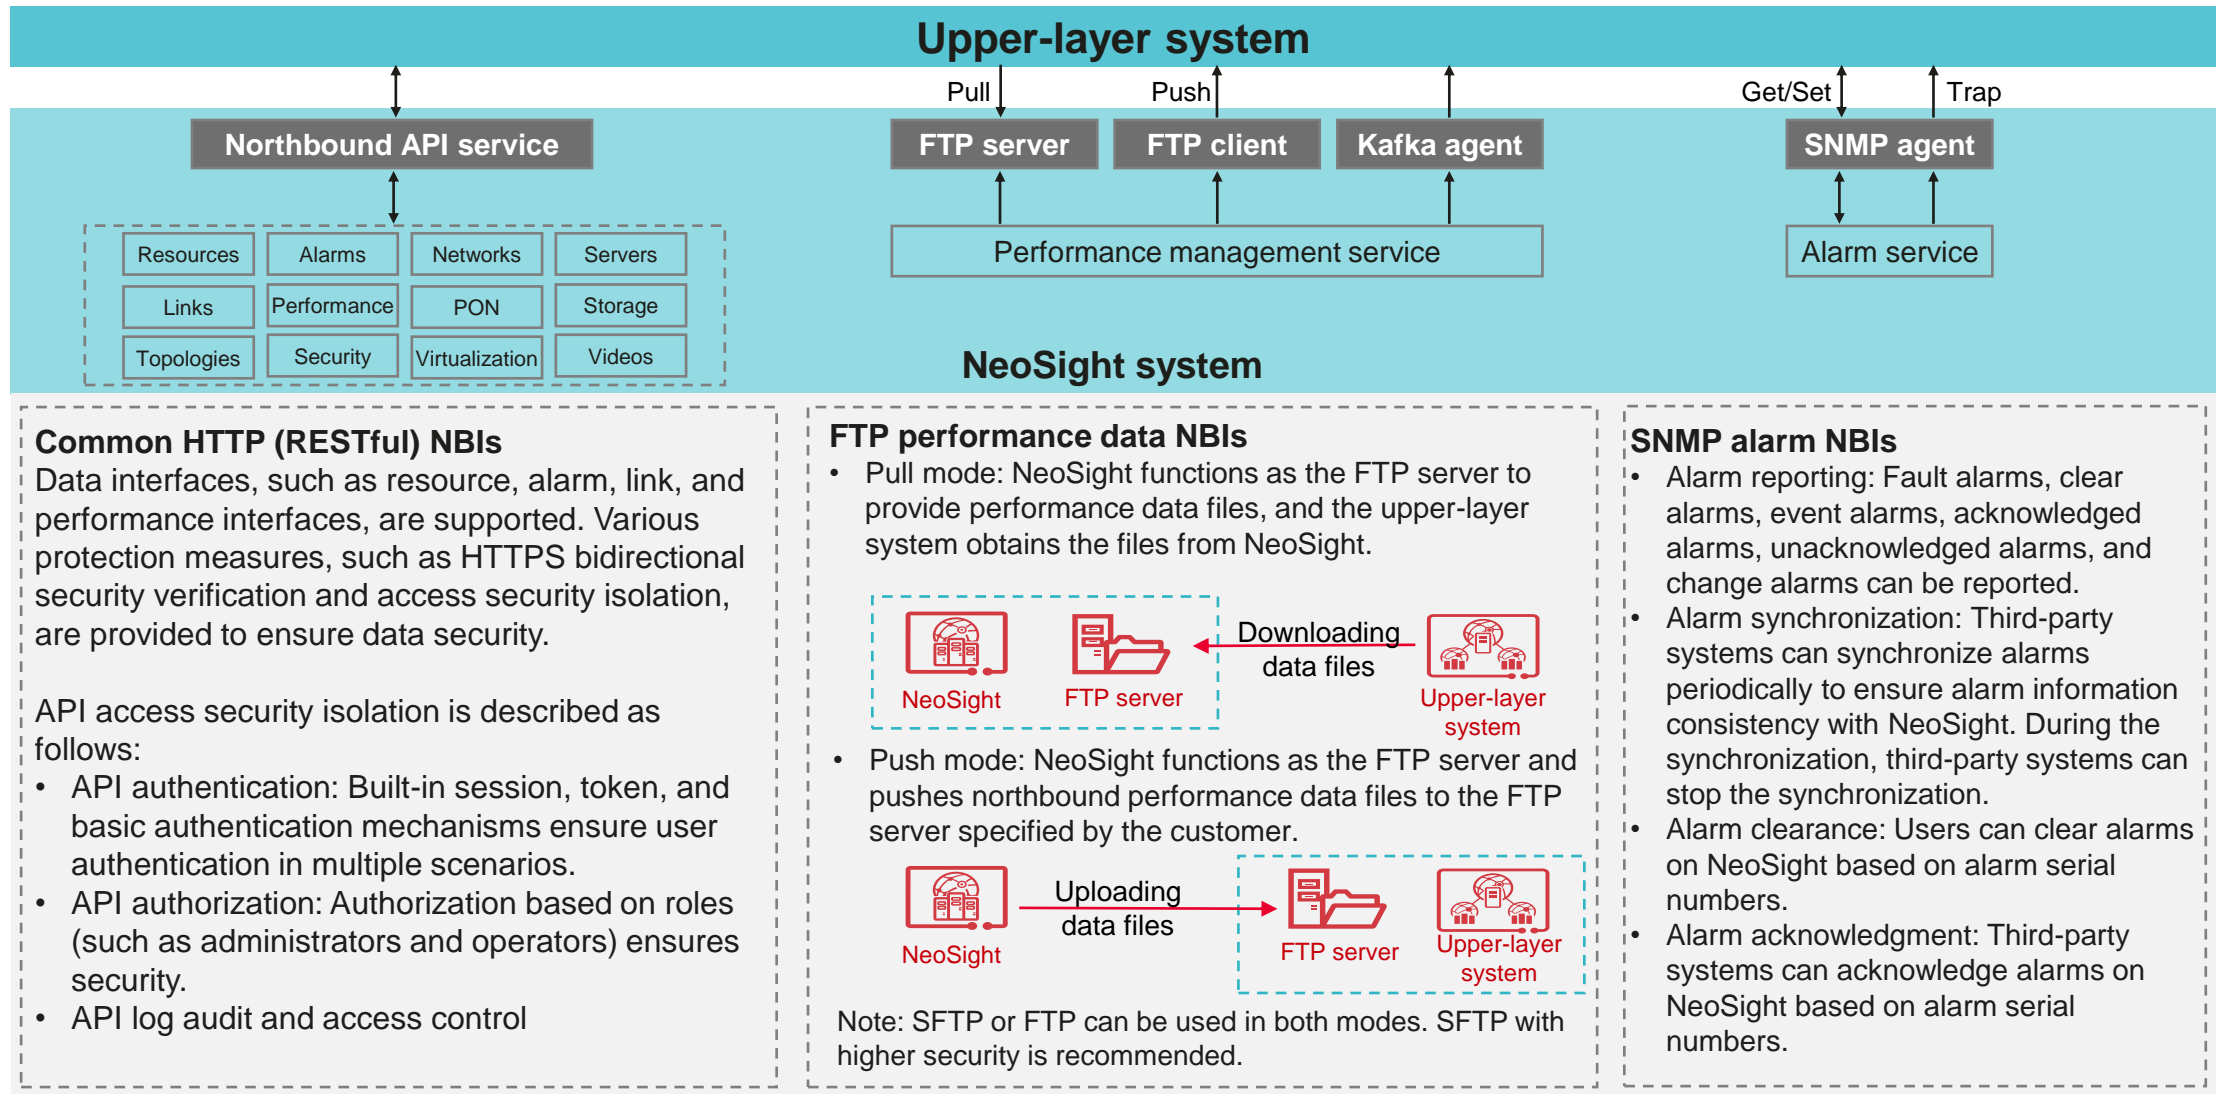 Upper-layer system
Pull
Push
Get/Set
Trap
Northbound API service
FTP server
FTP client
Kafka agent
SNMP agent
Resources
Alarms
Networks
Servers
Links
Performance
PON
Storage
Topologies
Security
Virtualization
Videos
Performance management service
Alarm service
NeoSight system
Common HTTP (RESTful) NBIs
Data interfaces, such as resource, alarm, link, and
performance interfaces, are supported. Various
protection measures, such as HTTPS bidirectional
security verification and access security isolation,
are provided to ensure data security.
API access security isolation is described as
follows:
• API authentication: Built-in session, token, and
basic authentication mechanisms ensure user
authentication in multiple scenarios.
• API authorization: Authorization based on roles
(such as administrators and operators) ensures
security.
• API log audit and access control
FTP performance data NBIs
• Pull mode: NeoSight functions as the FTP server to
provide performance data files, and the upper-layer
system obtains the files from NeoSight.
NeoSight
FTP server
Downloading
data files
Upper-layer
system
• Push mode: NeoSight functions as the FTP server and
pushes northbound performance data files to the FTP
server specified by the customer.
NeoSight
Uploading
data files
FTP server
Upper-layer
system
Note: SFTP or FTP can be used in both modes. SFTP with
higher security is recommended.
SNMP alarm NBIs
• Alarm reporting: Fault alarms, clear
alarms, event alarms, acknowledged
alarms, unacknowledged alarms, and
change alarms can be reported.
• Alarm synchronization: Third-party
systems can synchronize alarms
periodically to ensure alarm information
consistency with NeoSight. During the
synchronization, third-party systems can
stop the synchronization.
• Alarm clearance: Users can clear alarms
on NeoSight based on alarm serial
numbers.
• Alarm acknowledgment: Third-party
systems can acknowledge alarms on
NeoSight based on alarm serial
numbers.